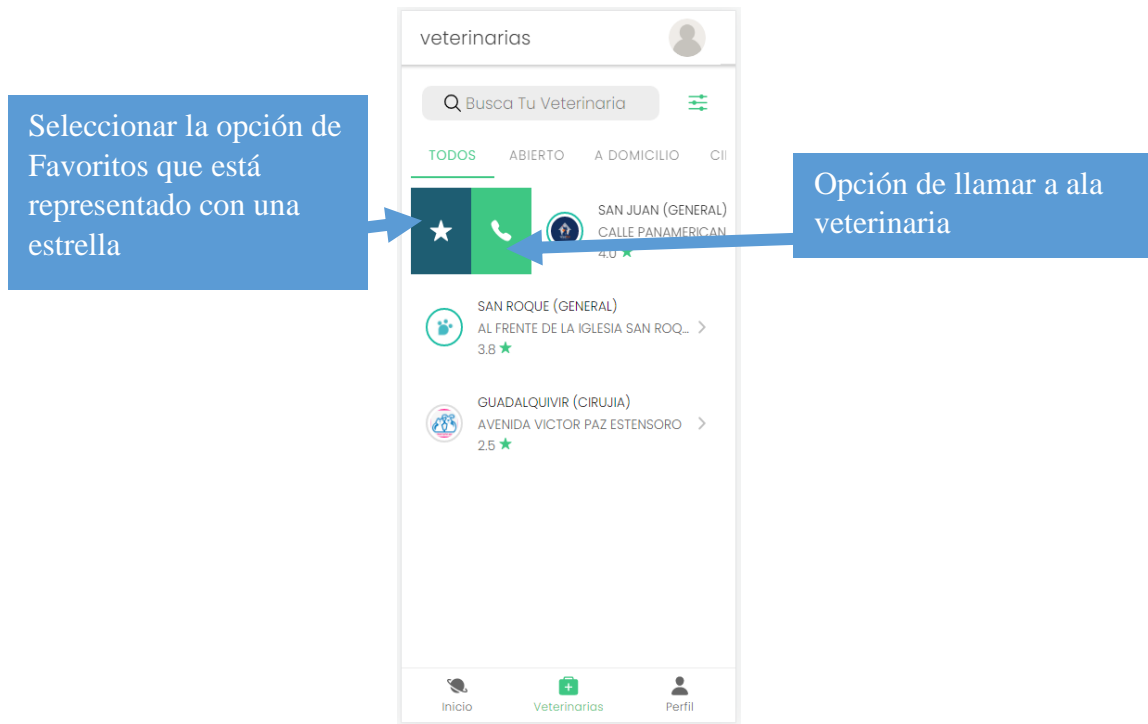 veterinarias
Busca Tu Veterinaria
TODOS ABIERTO A DOMICILIO CI
Seleccionar la opción de
Favoritos que está
representado con una
estrella
Opción de llamar a ala
veterinaria
SAN JUAN (GENERAL)
CALLE PANAMERICAN
4.0 ★
SAN ROQUE (GENERAL)
AL FRENTE DE LA IGLESIA SAN ROQ...
3.8 ★
GUADALQUIVIR (CIRUJIA)
AVENIDA VICTOR PAZ ESTENSORO
2.5 ★
Inicio Veterinarias Perfil